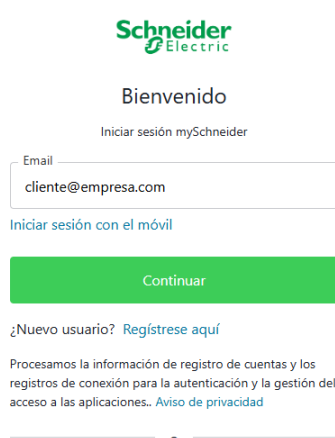 Schneider
Electric
Bienvenido
Iniciar sesión mySchneider
Email
cliente@empresa.com
Iniciar sesión con el móvil
Continuar
¿Nuevo usuario? Regístrese aquí
Procesamos la información de registro de cuentas y los
registros de conexión para la autenticación y la gestión del
acceso a las aplicaciones.. Aviso de privacidad